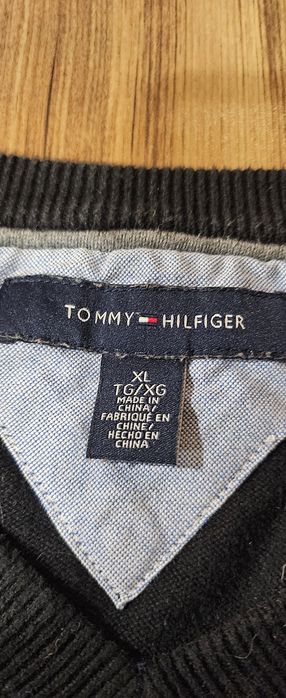 TOMMY HILFIGER
XL
TG/XG
MADE IN
CHINA/
FABRIQUÉ EN
CHINE/
HECHO EN
CHINA